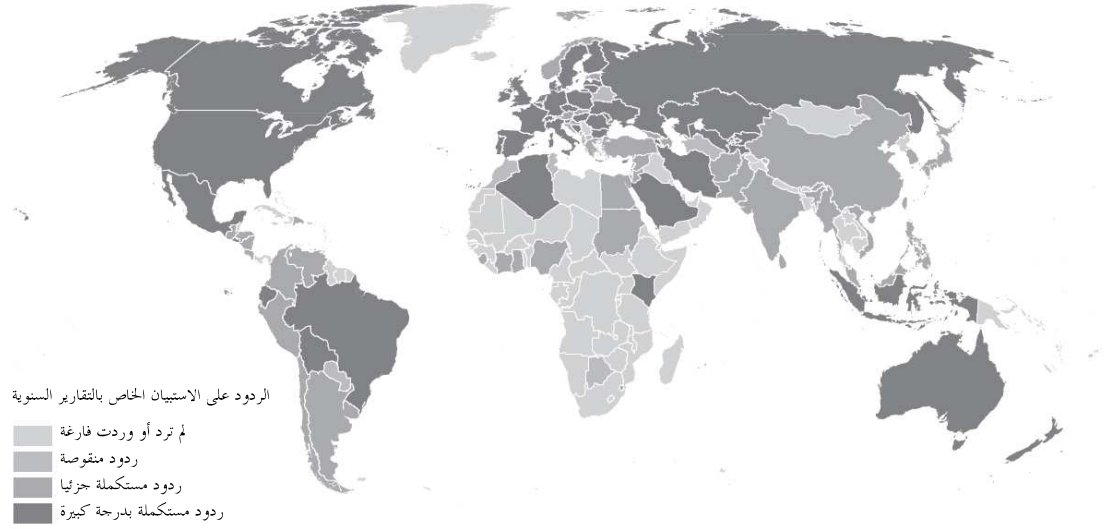 الردود على الاستبيان الخاص بالتقارير السنوية
لم ترد أو وردت فارغة
ردود منقوصة
ردود مستكملة جزئيا
ردود مستكملة بدرجة كبيرة